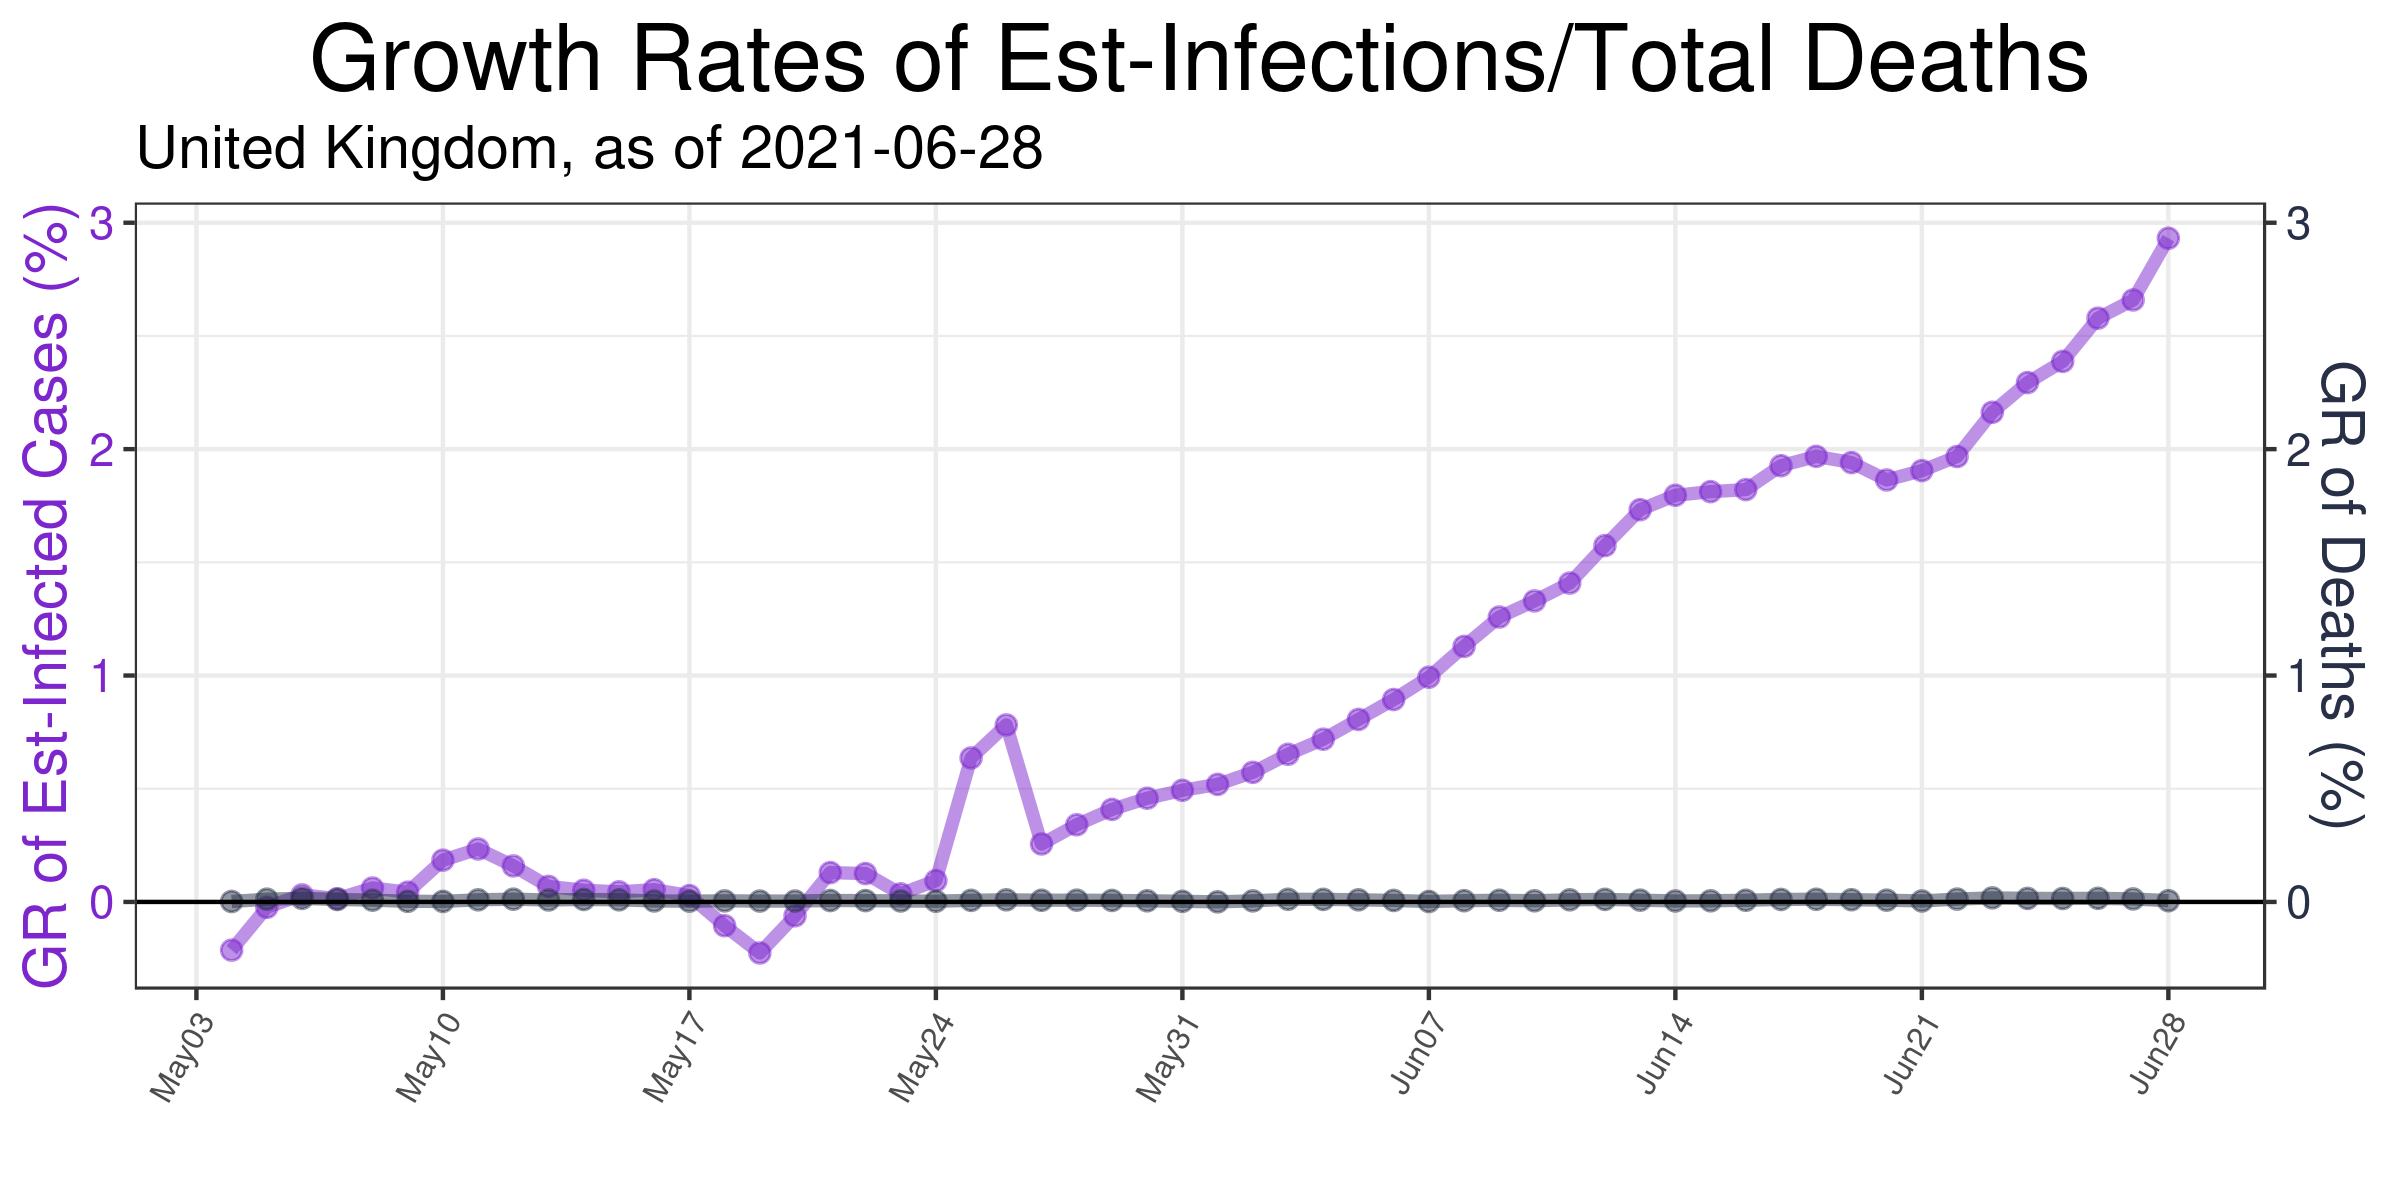 Growth Rates of Est-Infections/Total Deaths
United Kingdom, as of 2021-06-28
GR of Est-Infected Cases (%)
3
2
1
0
3
2
1
0
GR of Deaths (%)
May03
May10
May17
May24
May31
Jun07
Jun14
Jun21
Jun28